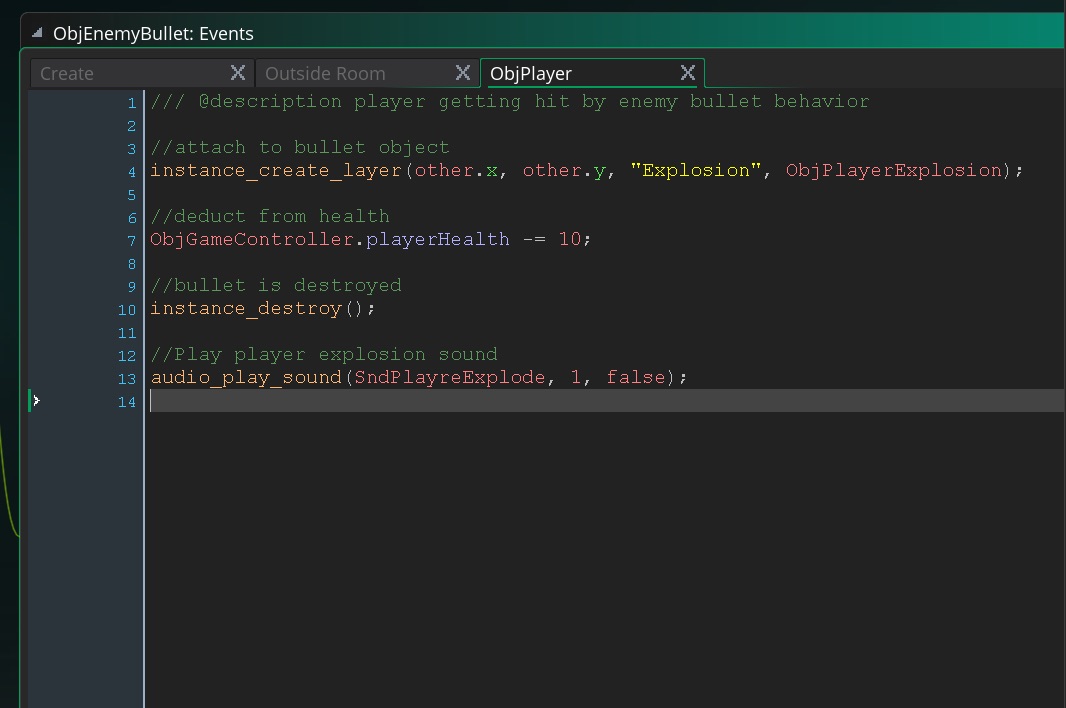 ObjEnemyBullet: Events
Create X Outside Room X ObjPlayer X
1 /// @description player getting hit by enemy bullet behavior
2
3 //attach to bullet object
4 instance_create_layer(other.x, other.y, "Explosion", ObjPlayerExplosion);
5
6 //deduct from health
7 ObjGameController.playerHealth -= 10;
8
9 //bullet is destroyed
10 instance_destroy();
11
12 //Play player explosion sound
13 audio_play_sound(SndPlayreExplode, 1, false);
14